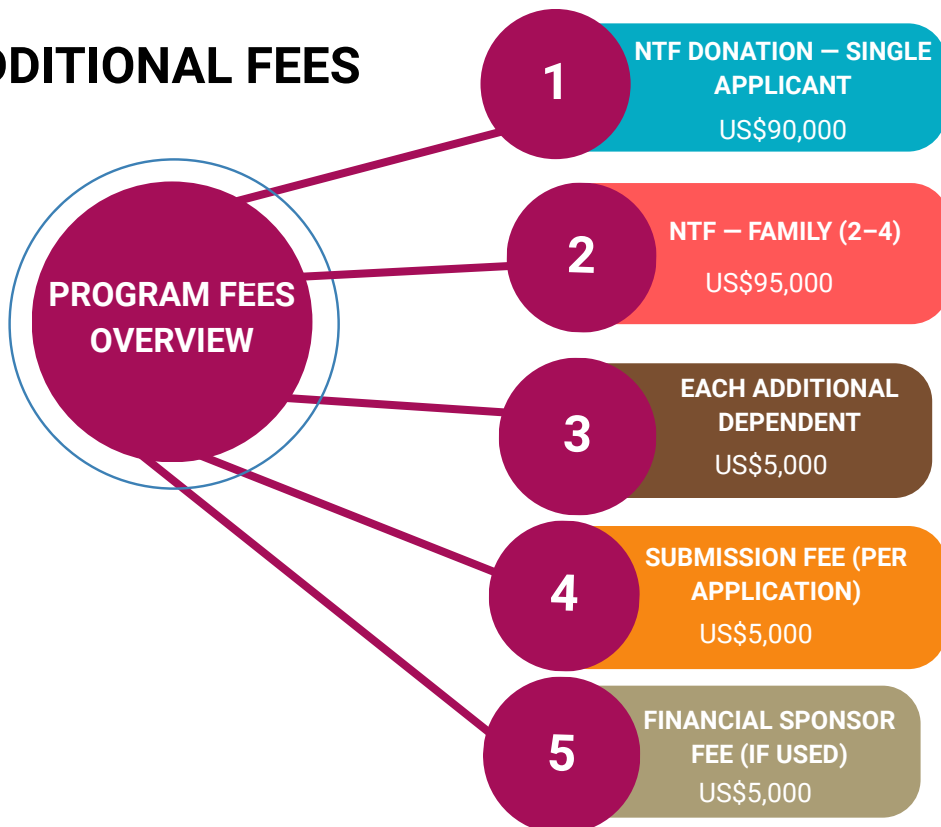 DDITIONAL FEES
PROGRAM FEES
OVERVIEW
1
NTF DONATION — SINGLE
APPLICANT
US$90,000
2
NTF — FAMILY (2–4)
US$95,000
3
EACH ADDITIONAL
DEPENDENT
US$5,000
4
SUBMISSION FEE (PER
APPLICATION)
US$5,000
5
FINANCIAL SPONSOR
FEE (IF USED)
US$5,000